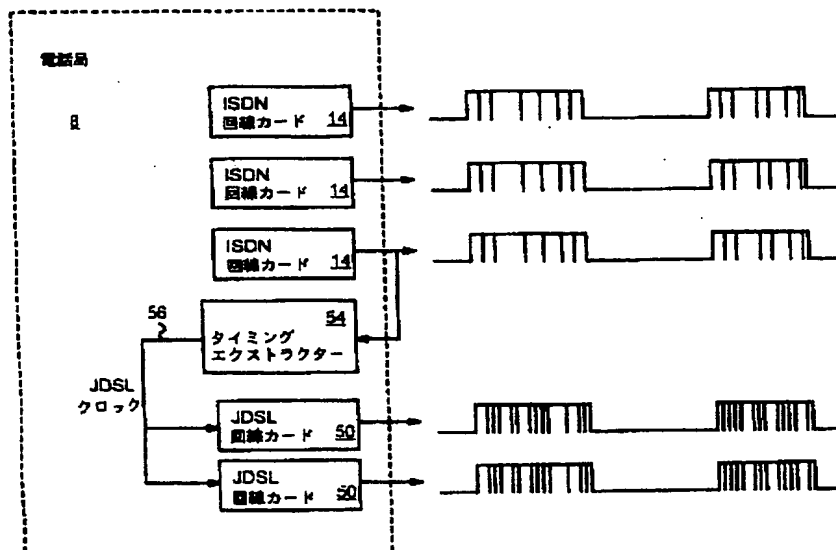 電話局
8
ISDN
回線カード 14
ISDN
回線カード 14
ISDN
回線カード 14
56
54
タイミング
エクストラクター
JDSL
クロック
JDSL
回線カード 50
JDSL
回線カード 50